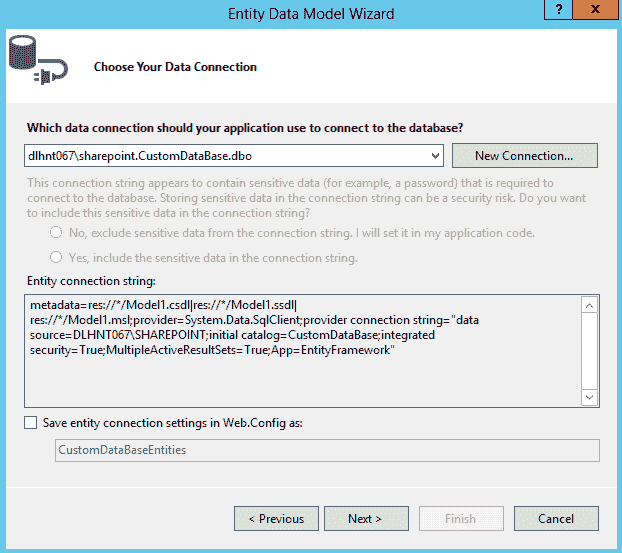 Entity Data Model Wizard
?
x
Choose Your Data Connection
Which data connection should your application use to connect to the database?
dlhnt067\sharepoint.CustomDataBase.dbo
New Connection...
This connection string appears to contain sensitive data (for example, a password) that is required to
connect to the database. Storing sensitive data in the connection string can be a security risk. Do you want
to include this sensitive data in the connection string?
No, exclude sensitive data from the connection string. I will set it in my application code.
Yes, include the sensitive data in the connection string.
Entity connection string:
metadata=res://*/Model1.csdl|res://*/Model1.ssdl|
res://*/Model1.msl;provider=System.Data.SqlClient;provider connection string="data
source=DLHNT067\SHAREPOINT;initial catalog=CustomDataBase;integrated
security=True;MultipleActiveResultSets=True;App=EntityFramework"
Save entity connection settings in Web.Config as:
CustomDataBaseEntities
< Previous
Next >
Finish
Cancel